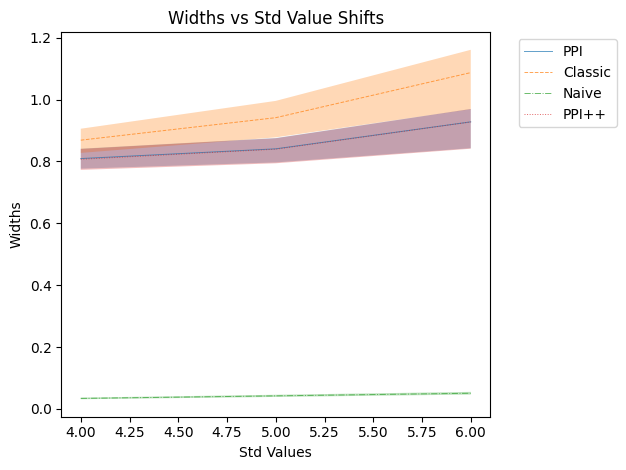 Widths vs Std Value Shifts
PPI
Classic
Naive
PPI++
Widths
1.2
1.0
0.8
0.6
0.4
0.2
0.0
4.00 4.25 4.50 4.75 5.00 5.25 5.50 5.75 6.00
Std Values